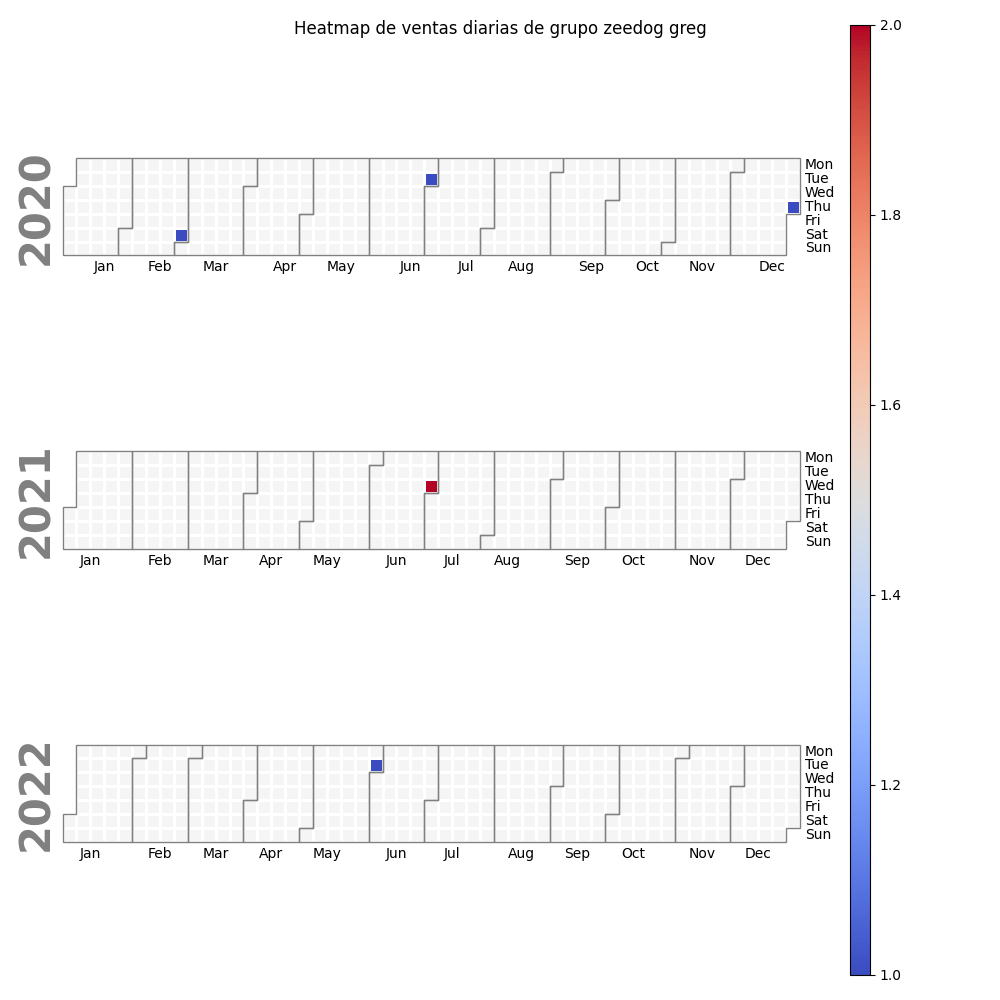 Heatmap de ventas diarias de grupo zeedog greg
2020
Mon
Tue
Wed
Thu
Fri
Sat
Sun
Jan Feb Mar Apr May Jun Jul Aug Sep Oct Nov Dec
2021
Mon
Tue
Wed
Thu
Fri
Sat
Sun
Jan Feb Mar Apr May Jun Jul Aug Sep Oct Nov Dec
2022
Mon
Tue
Wed
Thu
Fri
Sat
Sun
Jan Feb Mar Apr May Jun Jul Aug Sep Oct Nov Dec
2.0
1.8
1.6
1.4
1.2
1.0